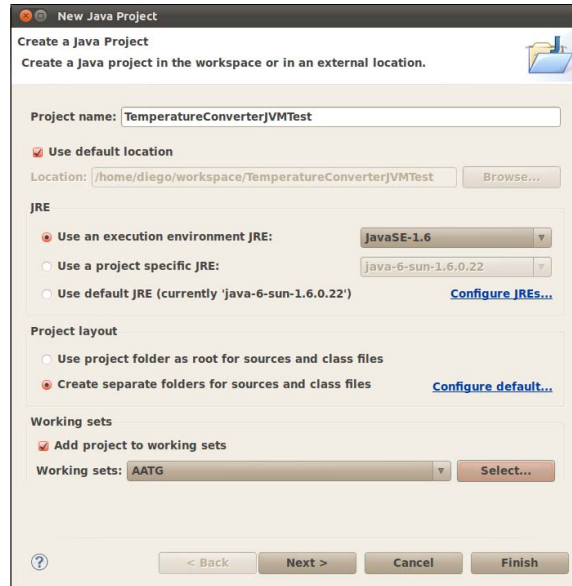 New Java Project
Create a Java Project
Create a Java project in the workspace or in an external location.
Project name: TemperatureConverterJVMTest
Use default location
Location: /home/diego/workspace/TemperatureConverterJVMTest Browse...
JRE
Use an execution environment JRE: JavaSE-1.6
Use a project specific JRE: java-6-sun-1.6.0.22
Use default JRE (currently 'java-6-sun-1.6.0.22') Configure JREs...
Project layout
Use project folder as root for sources and class files
Create separate folders for sources and class files Configure default...
Working sets
Add project to working sets
Working sets: AATG Select...
? < Back Next > Cancel Finish